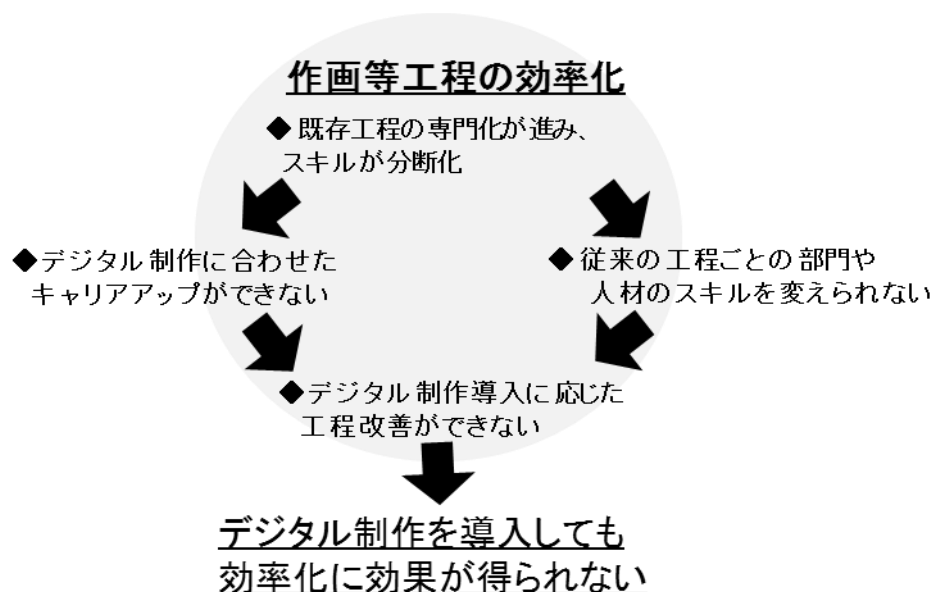 作画等工程の効率化
◆既存工程の専門化が進み、
スキルが分断化
◆デジタル制作に合わせた
キャリアアップができない
◆従来の工程ごとの部門や
人材のスキルを変えられない
◆デジタル制作導入に応じた
工程改善ができない
デジタル制作を導入しても
効率化に効果が得られない